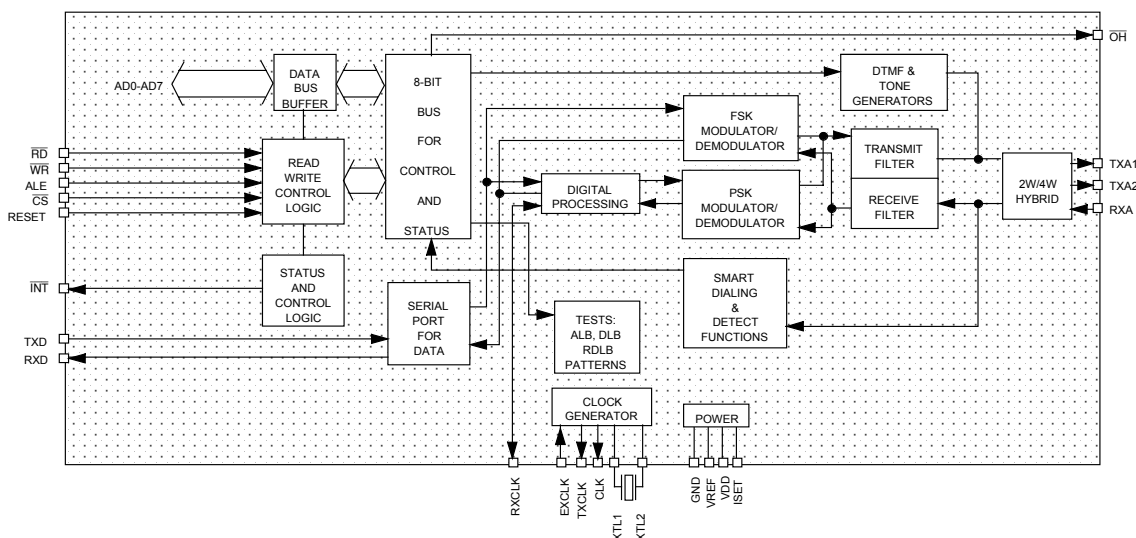 OH
DATA
BUS
BUFFER
AD0-AD7
8-BIT
BUS
FOR
CONTROL
AND
STATUS
DTMF &
TONE
GENERATORS
FSK
MODULATOR/
DEMODULATOR
RD
WR
ALE
CS
RESET
READ
WRITE
CONTROL
LOGIC
DIGITAL
PROCESSING
PSK
MODULATOR/
DEMODULATOR
TRANSMIT
FILTER
RECEIVE
FILTER
2W/4W
HYBRID
TXA1
TXA2
RXA
INT
STATUS
AND
CONTROL
LOGIC
SERIAL
PORT
FOR
DATA
TXD
RXD
TESTS:
ALB, DLB
RDLB
PATTERNS
SMART
DIALING
&
DETECT
FUNCTIONS
CLOCK
GENERATOR
POWER
RXCLK
EXCLK
TXCLK
CLK
XTL1
XTL2
GND
VREF
VDD
ISET